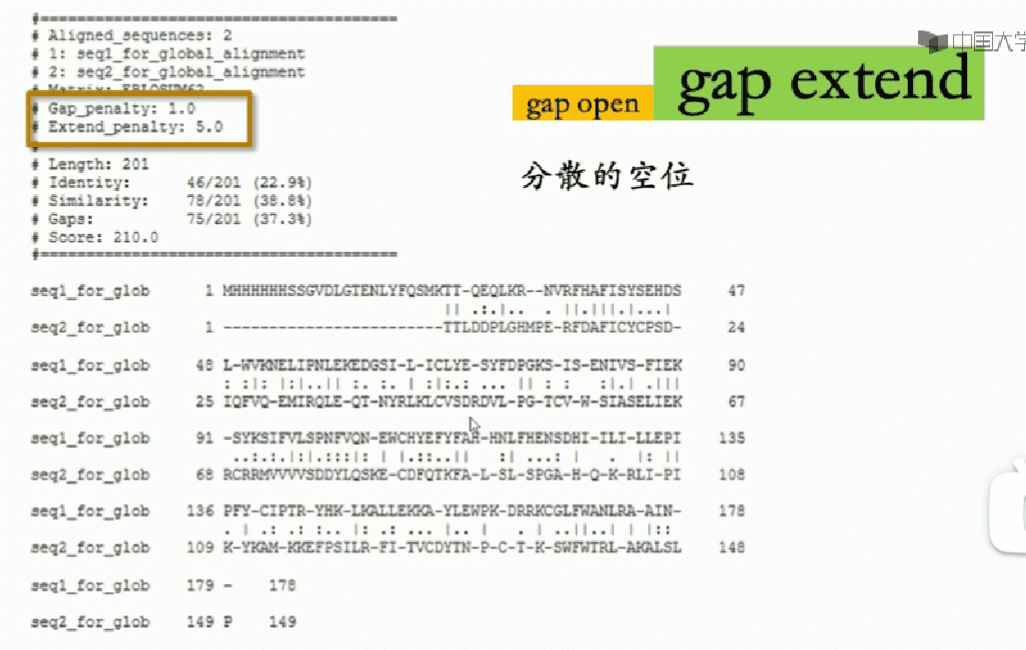 #=======================================
# Aligned_sequences: 2
# 1: seq1_for_global_alignment
# 2: seq2_for_global_alignment
# Matrix: EBLOSUM62
# Gap_penalty: 1.0
# Extend_penalty: 5.0
#
# Length: 201
# Identity: 46/201 (22.9%)
# Similarity: 78/201 (38.8%)
# Gaps: 75/201 (37.3%)
# Score: 210.0
#=======================================
中国大学
gap open gap extend
分散的空位
seq1_for_glob 1 MHHHHHHSSGVDLGTENLYFQSMKTT-QEQLKR--NVRFHAFISYSEHDS 47
|| .:.|.. . ||.|||.|...|
seq2_for_glob 1 ------------------------TTLDDPLGHMPE-RFDAFICYCPSD- 24
seq1_for_glob 48 L-WVKNELIPNLEKEDGSI-L-ICLYE-SYFDPGKS-IS-ENIVS-FIEK 90
: :|: |:|..|| :. :. | :|:.: ... || : : :|.| .|||
seq2_for_glob 25 IQFVQ-EMIRQLE-QT-NYRLKLCVSDRDVL-PG-TCV-W-SIASELIEK 67
seq1_for_glob 91 -SYKSIFVLSPNFVQN-EWCHYEFYFAH-HNLFHENSDHI-ILI-LLEPI 135
..:.:.|:|.:::|: | |.::..|| :| ...: | . |: ||
seq2_for_glob 68 RCRRMVVVVSDDYLQSKE-CDFQTKFA-L-SL-SPGA-H-Q-K-RLI-PI 108
seq1_for_glob 136 PFY-CIPTR-YHK-LKALLEKKA-YLEWPK-DRRKCGLFWANLRA-AIN- 178
. | .: .: :.. |: .: ... |.. | . | ..||..| | |::
seq2_for_glob 109 K-YKAM-KKEFPSILR-FI-TVCDYTN-P-C-T-K-SWFWTRL-AKALSL 148
seq1_for_glob 179 - 178
seq2_for_glob 149 P 149